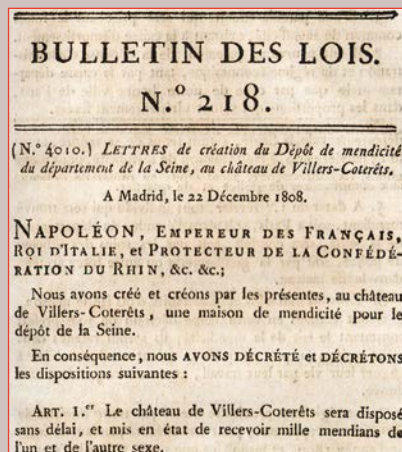 BULLETIN DES LOIS.
N.º 218.
(N.º 4010.) LETTRES de création du Dépôt de mendicité
du département de la Seine, au château de Villers-Coterêts.
A Madrid, le 22 Décembre 1808.
NAPOLÉON, EMPEREUR DES FRANÇAIS,
ROI D'ITALIE, et PROTECTEUR DE LA CONFÉDÉ-
RATION DU RHIN, &c. &c.;
Nous avons créé et créons par les présentes, au château
de Villers-Coterêts, une maison de mendicité pour le
dépôt de la Seine.
En conséquence, nous AVONS DÉCRÉTÉ et DÉCRÉTONS
les dispositions suivantes :
ART. 1.er Le château de Villers-Coterêts sera disposé
sans délai, et mis en état de recevoir mille mendians de
l'un et de l'autre sexe.